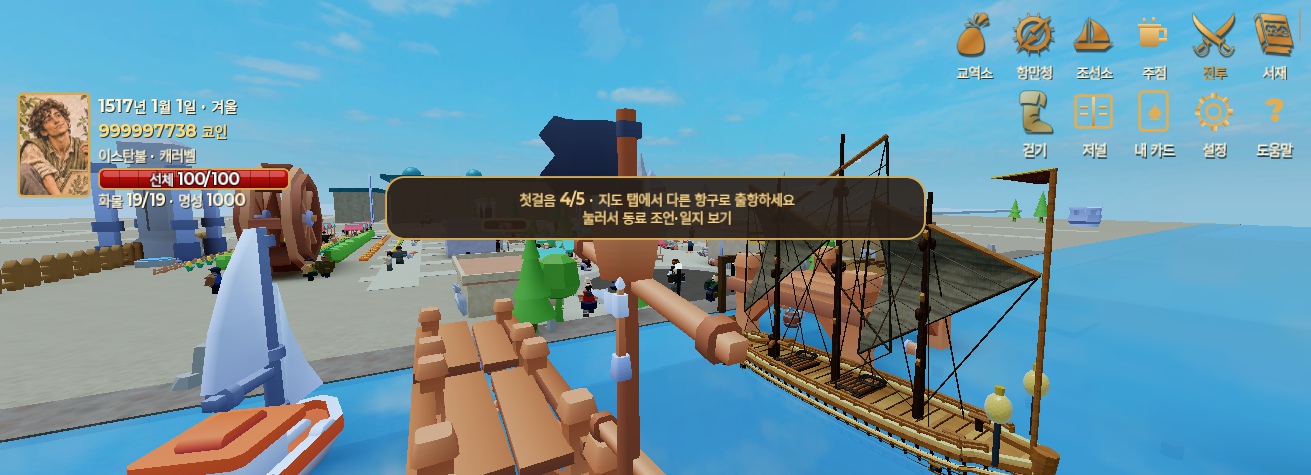 교역소 항만청 조선소 주점 전투 서재
걷기 저널 내 카드 설정 도움말
1517년 1월 1일 · 겨울
999997738 코인
이스탄불 · 캐러벨
선체 100/100
화물 19/19 · 명성 1000
첫걸음 4/5 · 지도 탭에서 다른 항구로 출항하세요
눌러서 동료 조언·일지 보기